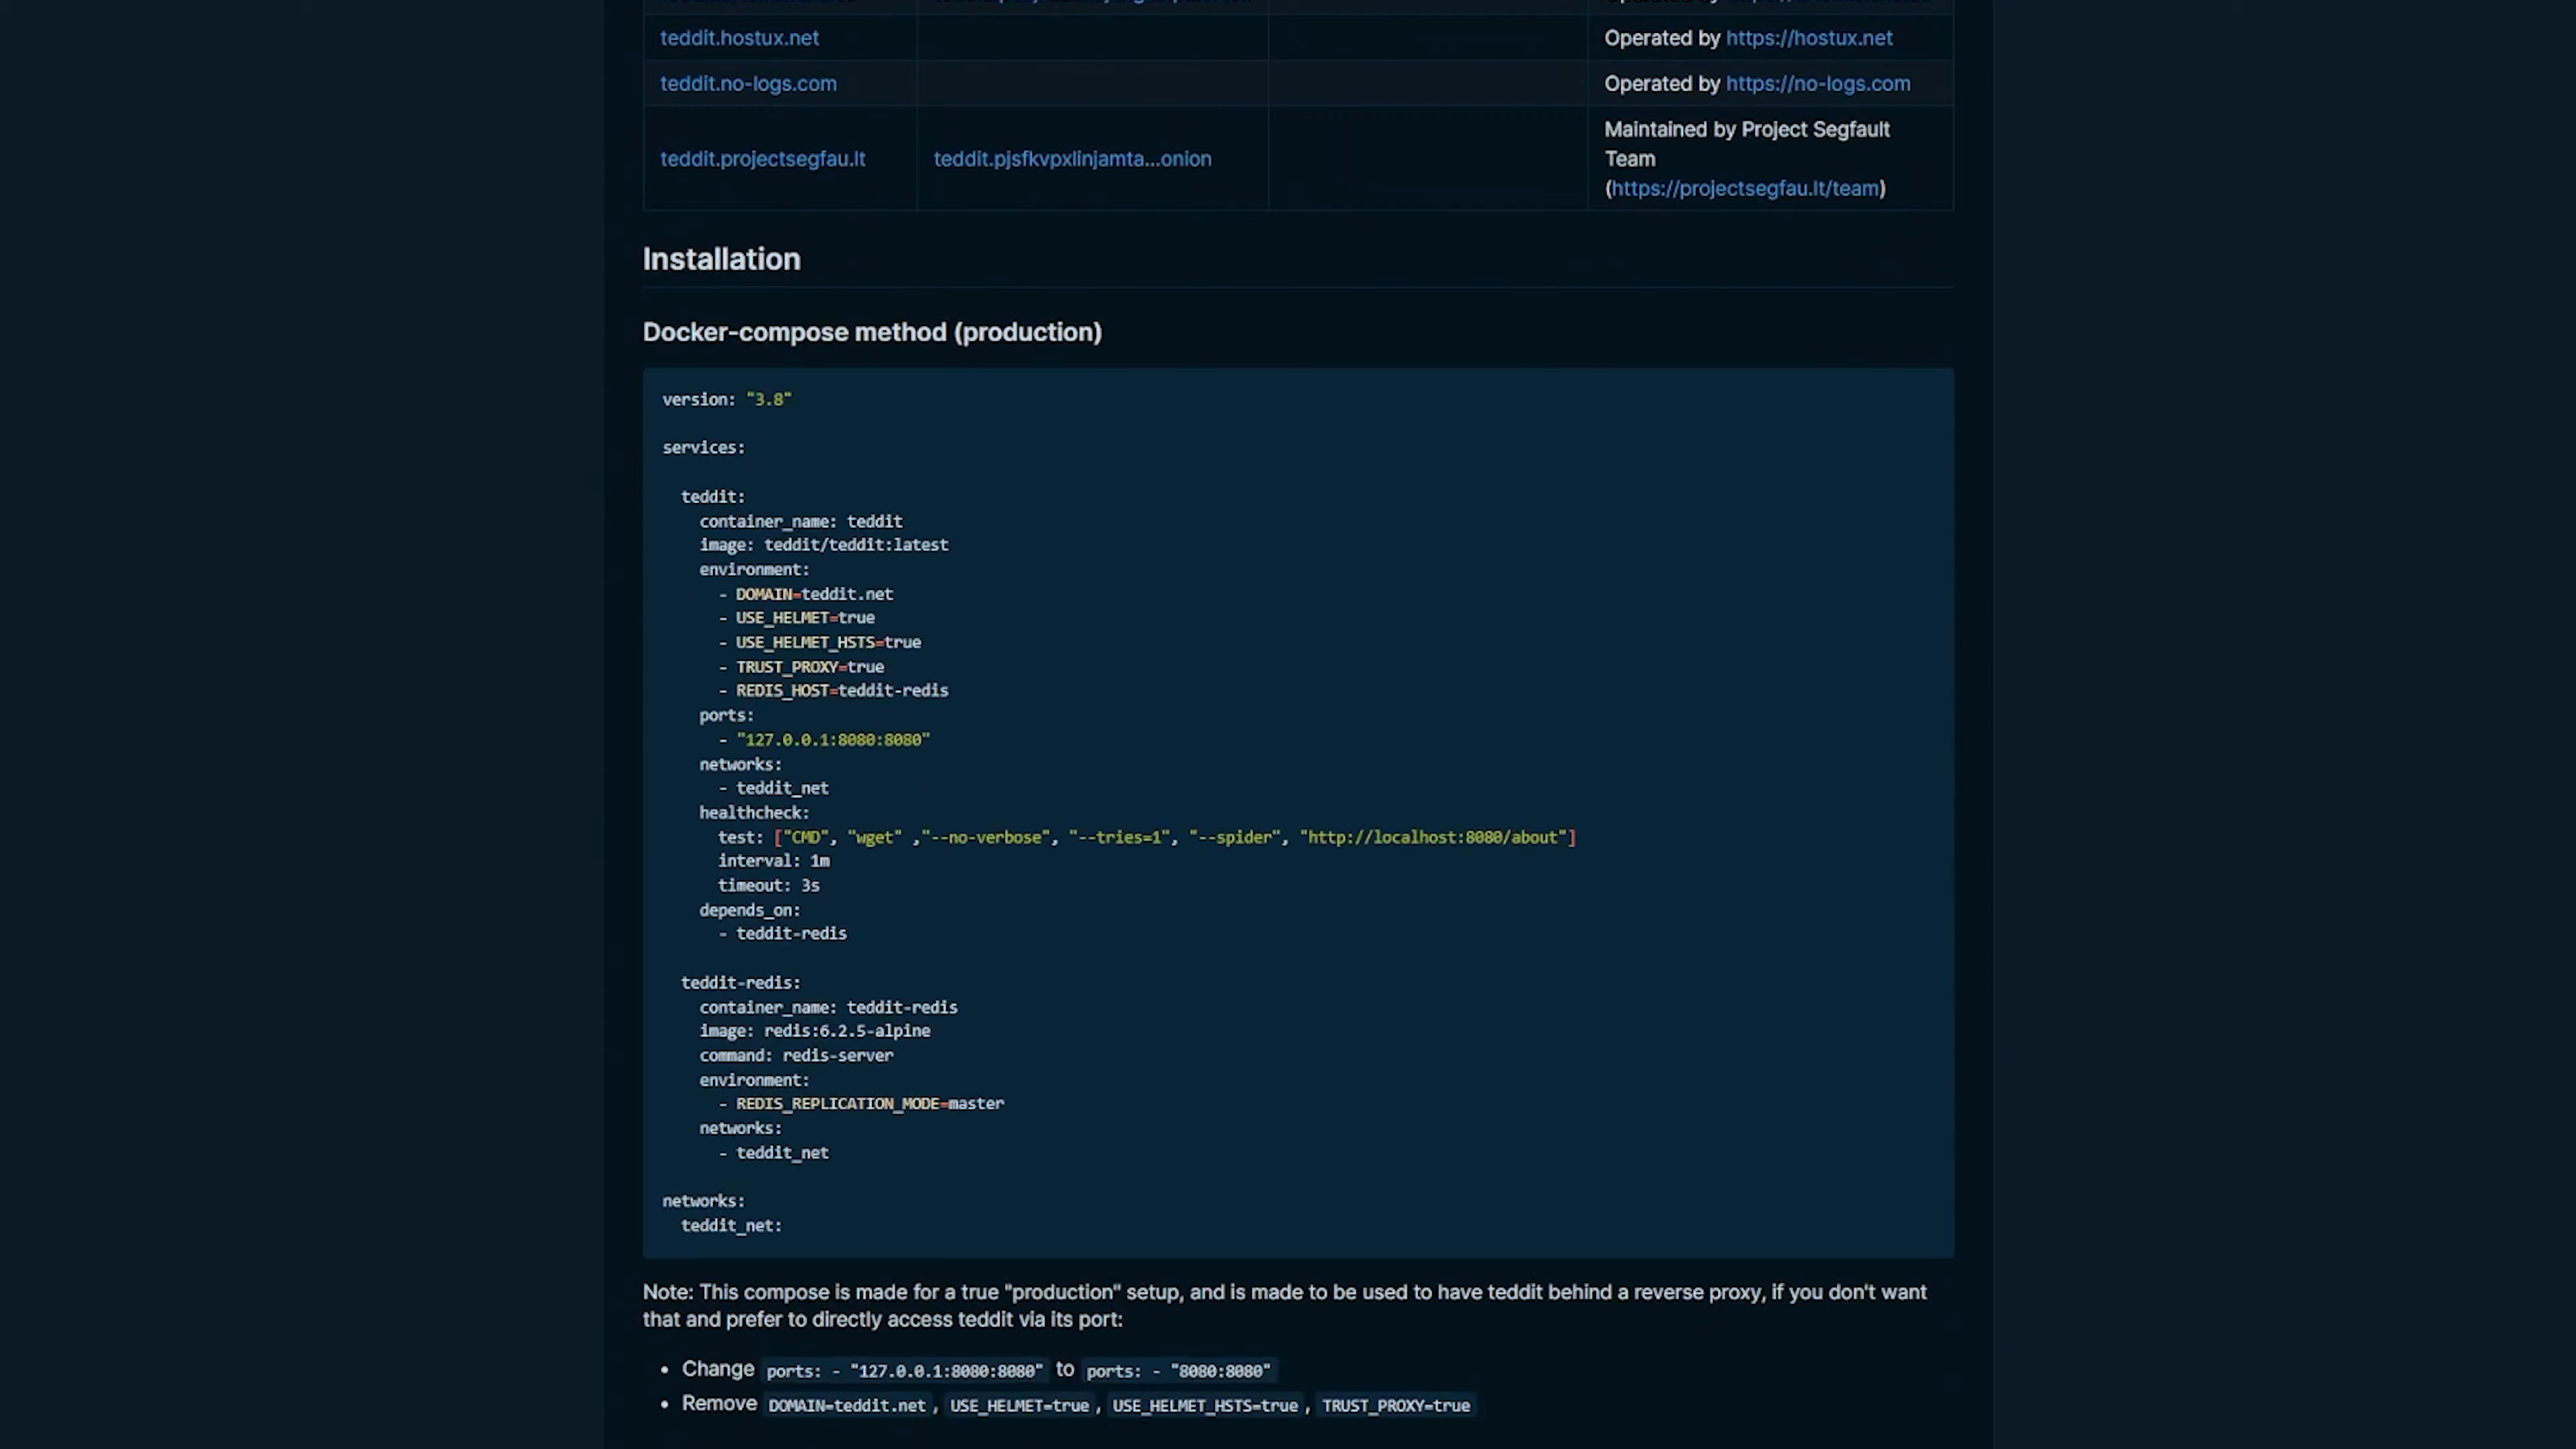 teddit.hostux.net Operated by https://hostux.net
teddit.no-logs.com Operated by https://no-logs.com
Maintained by Project Segfault
teddit.projectsegfau.lt teddit.pjsfkvpxlinjamta...onion Team
(https://projectsegfau.lt/team)
Installation
Docker-compose method (production)
version: "3.8"
services:
teddit:
container_name: teddit
image: teddit/teddit:latest
environment:
- DOMAIN=teddit.net
- USE_HELMET=true
- USE_HELMET_HSTS=true
- TRUST_PROXY=true
- REDIS_HOST=teddit-redis
ports:
- "127.0.0.1:8080:8080"
networks:
- teddit_net
healthcheck:
test: ["CMD", "wget" ,"--no-verbose", "--tries=1", "--spider", "http://localhost:8080/about"]
interval: 1m
timeout: 3s
depends_on:
- teddit-redis
teddit-redis:
container_name: teddit-redis
image: redis:6.2.5-alpine
command: redis-server
environment:
- REDIS_REPLICATION_MODE=master
networks:
- teddit_net
networks:
teddit_net:
Note: This compose is made for a true "production" setup, and is made to be used to have teddit behind a reverse proxy, if you don't want
that and prefer to directly access teddit via its port:
• Change ports: - "127.0.0.1:8080:8080" to ports: - "8080:8080"
• Remove DOMAIN=teddit.net , USE_HELMET=true , USE_HELMET_HSTS=true , TRUST_PROXY=true